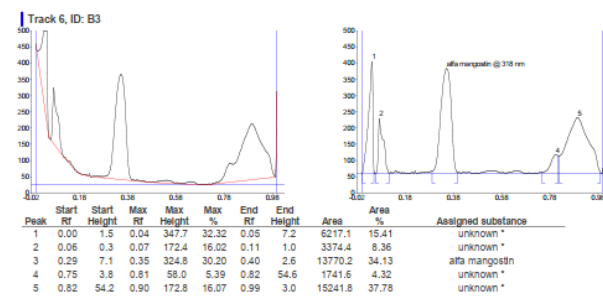 Track 6, ID: B3
500
450
400
350
300
250
200
150
100
50
-0.02 0.18 0.38 0.58 0.78 0.98
500
450
400
350
300
250
200
150
100
50
-0.02 0.18 0.38 0.58 0.78 0.98
1
2
alfa mangostin @ 318 nm
4
5
Start Start Max Max Max End End Area
Peak Rf Height Rf Height % Rf Height Area % Assigned substance
1 0.00 1.5 0.04 347.7 32.32 0.05 7.2 6217.1 15.41 unknown *
2 0.06 0.3 0.07 172.4 16.02 0.11 1.0 3374.4 8.36 unknown *
3 0.29 7.1 0.35 324.8 30.20 0.40 2.6 13770.2 34.13 alfa mangostin
4 0.75 3.8 0.81 58.0 5.39 0.82 54.6 1741.6 4.32 unknown *
5 0.82 54.2 0.90 172.8 16.07 0.99 3.0 15241.8 37.78 unknown *